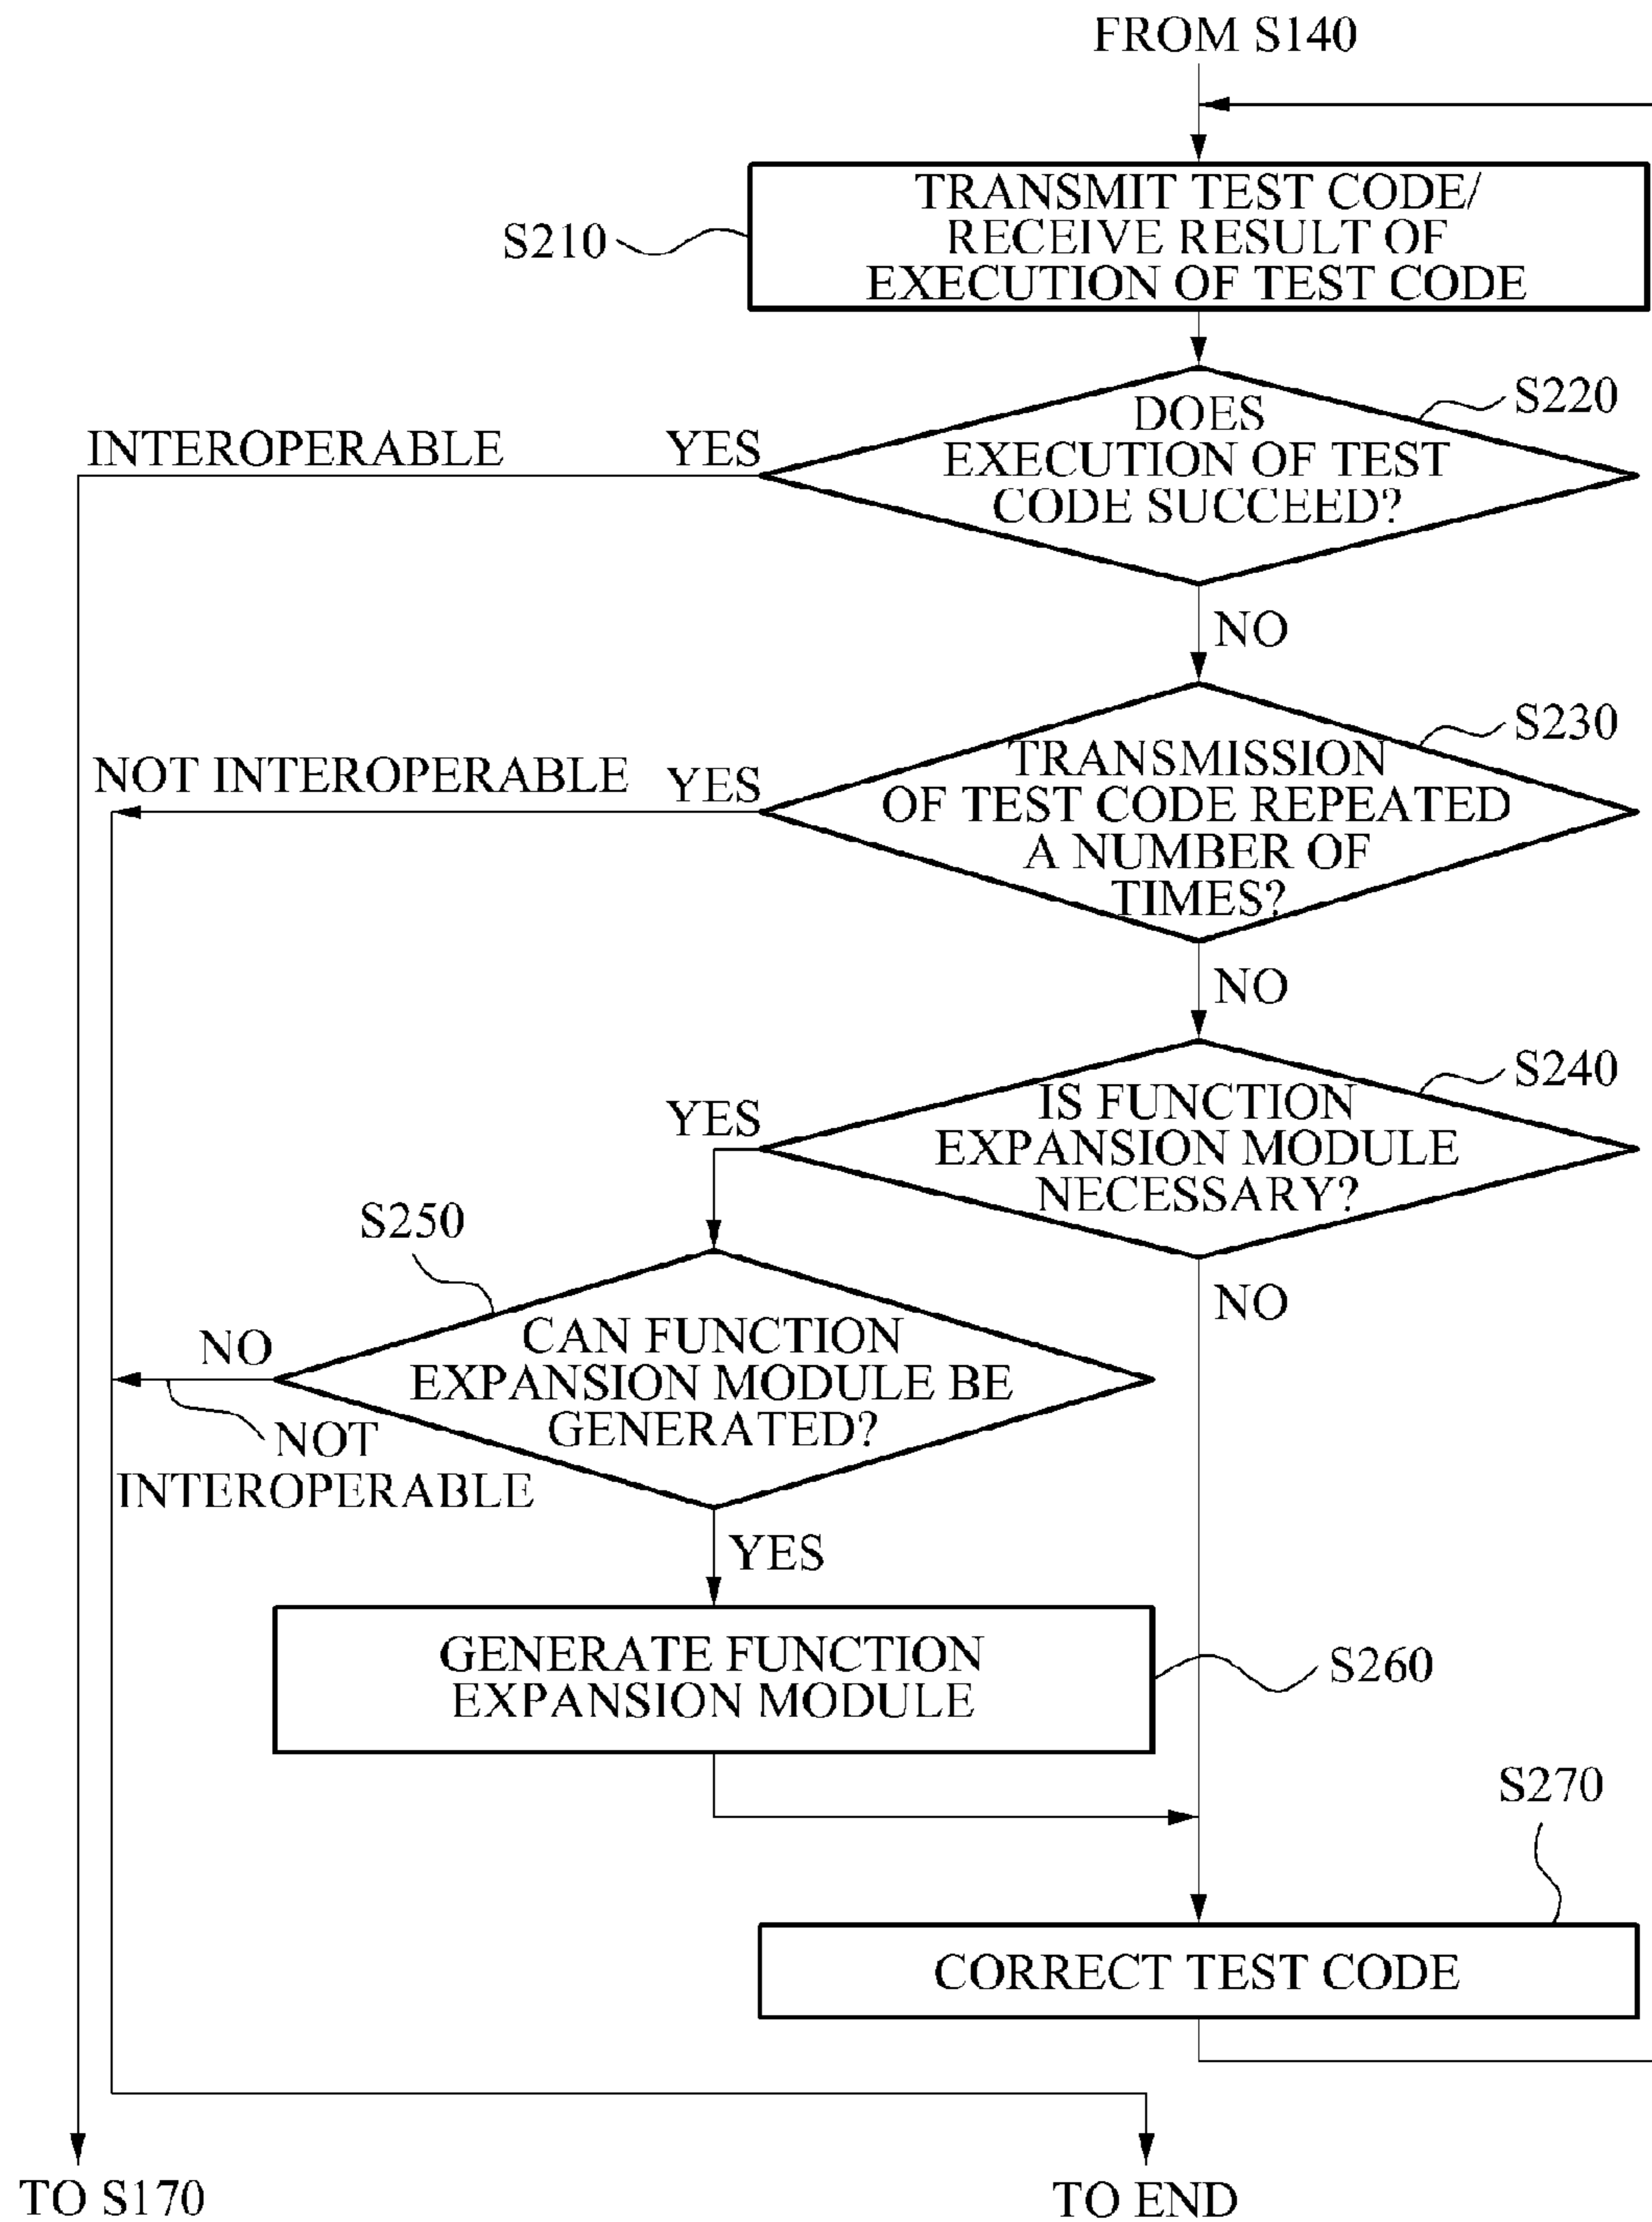 FROM S140
TRANSMIT TEST CODE/
RECEIVE RESULT OF
EXECUTION OF TEST CODE
S210
DOES
EXECUTION OF TEST
CODE SUCCEED?
S220
INTEROPERABLE
YES
NO
TRANSMISSION
OF TEST CODE REPEATED
A NUMBER OF
TIMES?
S230
NOT INTEROPERABLE
YES
NO
IS FUNCTION
EXPANSION MODULE
NECESSARY?
S240
YES
NO
S250
CAN FUNCTION
EXPANSION MODULE BE
GENERATED?
NO
NOT
INTEROPERABLE
YES
GENERATE FUNCTION
EXPANSION MODULE
S260
S270
CORRECT TEST CODE
TO S170
TO END